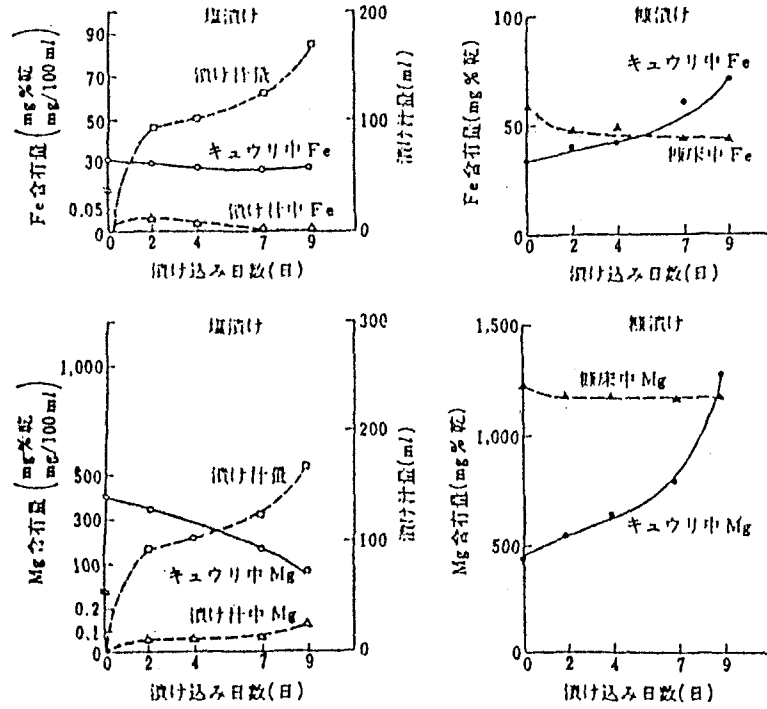 塩漬け
Fe含有量(mg%乾 mg/100ml)
90
70
50
30
0.05
0
200
100
0
漬け汁量
キュウリ中Fe
漬け汁中Fe
漬け汁量(ml)
0 2 4 7 9
漬け込み日数(日)
糠漬け
Fe含有量(mg%乾)
100
50
0
キュウリ中Fe
糠床中Fe
0 2 4 7 9
漬け込み日数(日)
塩漬け
Mg含有量(mg%乾 mg/100ml)
1,000
500
300
100
0.2
0.1
0
300
200
100
0
漬け汁量
キュウリ中Mg
漬け汁中Mg
漬け汁量(ml)
0 2 4 7 9
漬け込み日数(日)
糠漬け
Mg含有量(mg%乾)
1,500
1,000
500
0
糠床中Mg
キュウリ中Mg
0 2 4 7 9
漬け込み日数(日)